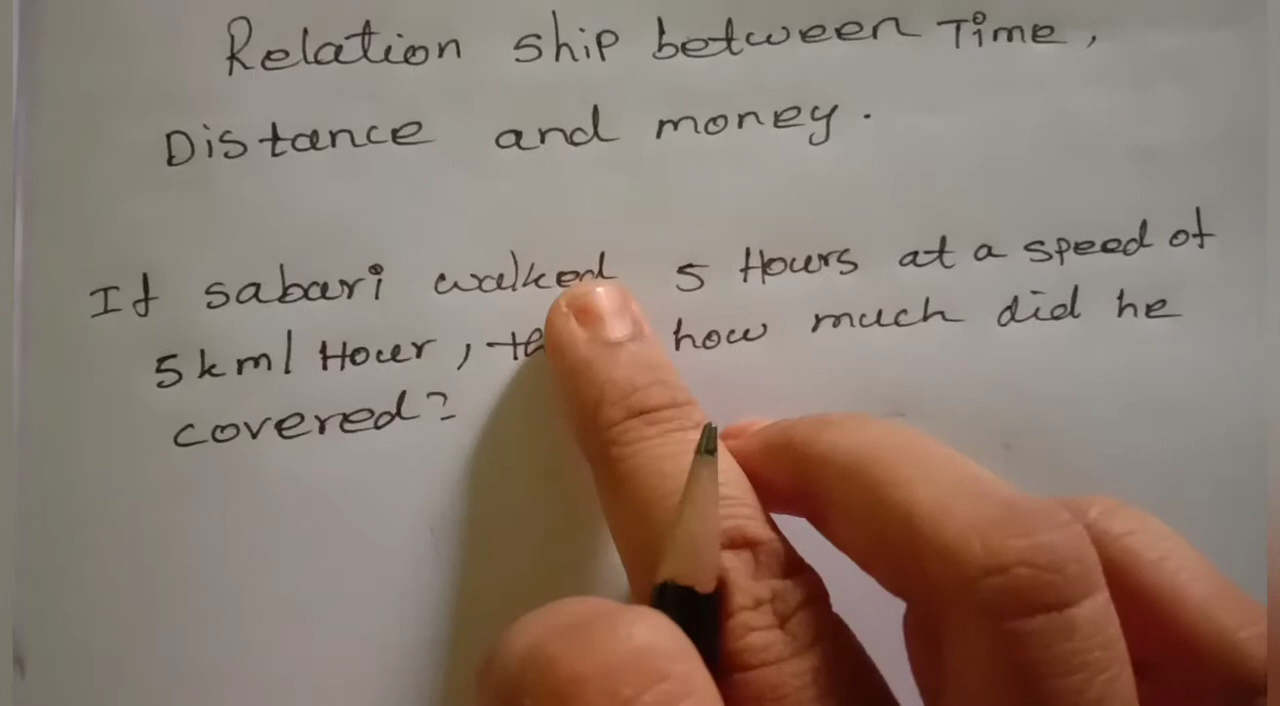 Relation ship between Time,
Distance and money.
If sabari walked 5 Hours at a speed of
5km/Hour, how much did he
covered?